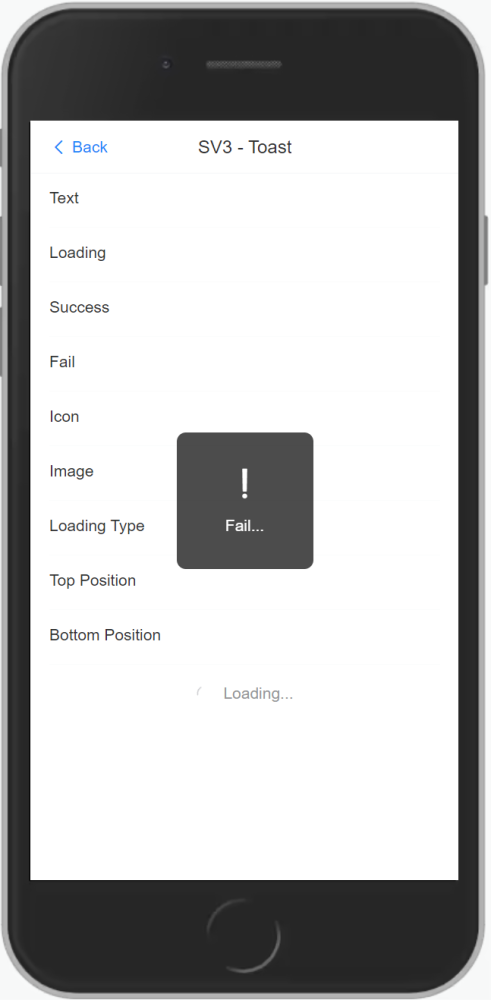 Back
SV3 - Toast
Text
Loading
Success
Fail
Icon
Image
!
Fail...
Loading Type
Top Position
Bottom Position
Loading...